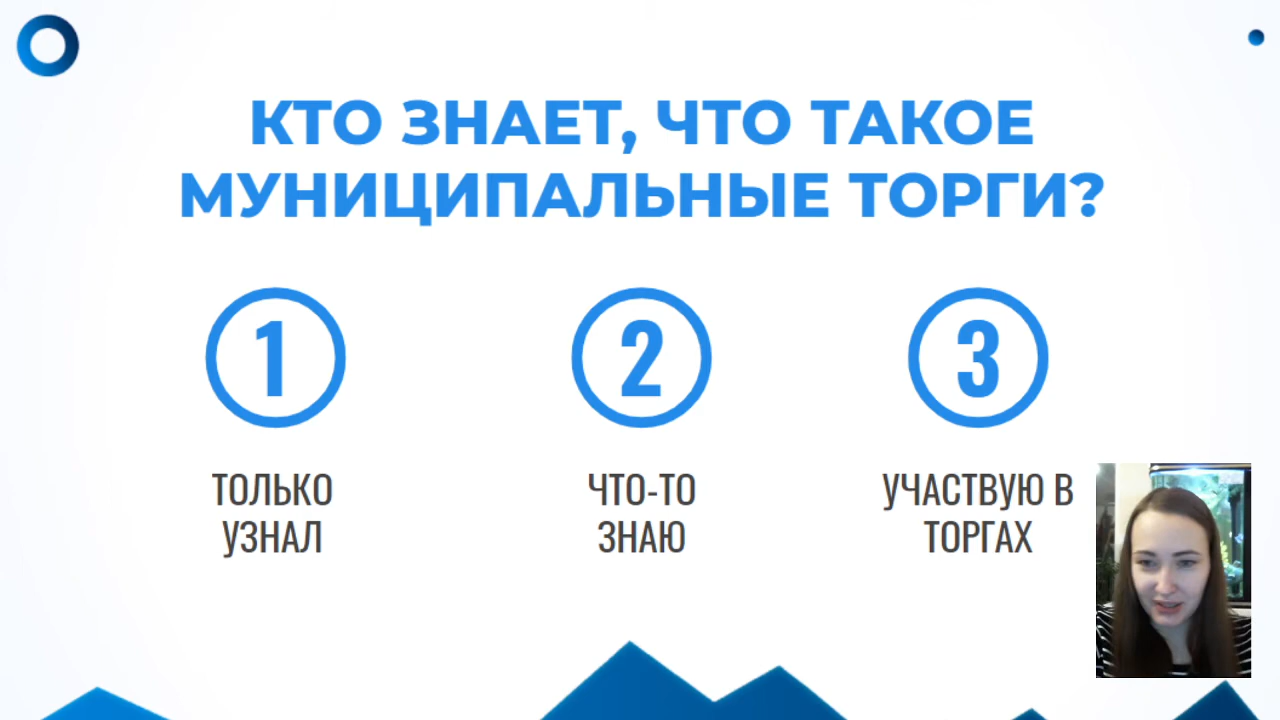 КТО ЗНАЕТ, ЧТО ТАКОЕ
МУНИЦИПАЛЬНЫЕ ТОРГИ?
1
2
3
ТОЛЬКО
УЗНАЛ
ЧТО-ТО
ЗНАЮ
УЧАСТВУЮ В
ТОРГАХ